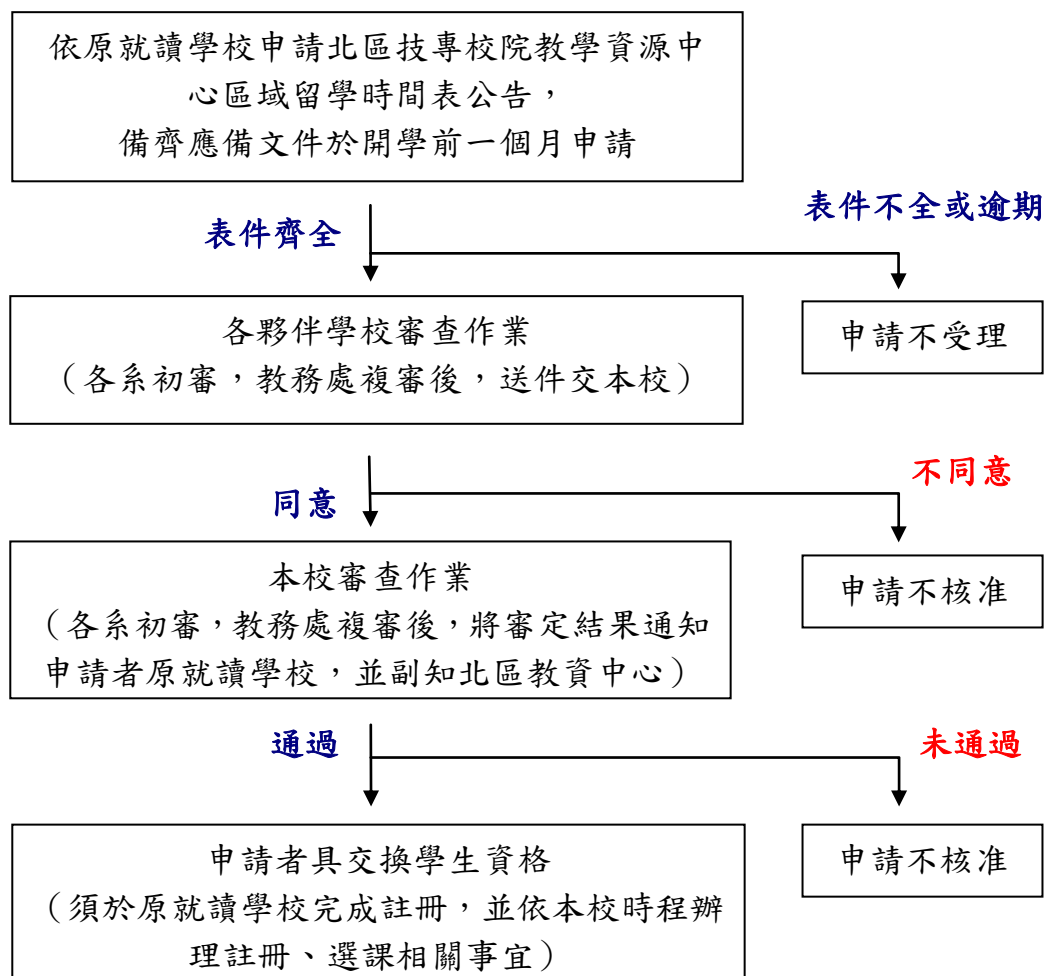 依原就讀學校申請北區技專校院教學資源中
心區域留學時間表公告，
備齊應備文件於開學前一個月申請
表件齊全
表件不全或逾期
各夥伴學校審查作業
（各系初審，教務處複審後，送件交本校）
申請不受理
同意
不同意
本校審查作業
（各系初審，教務處複審後，將審定結果通知
申請者原就讀學校，並副知北區教資中心）
申請不核准
通過
未通過
申請者具交換學生資格
（須於原就讀學校完成註冊，並依本校時程辦
理註冊、選課相關事宜）
申請不核准